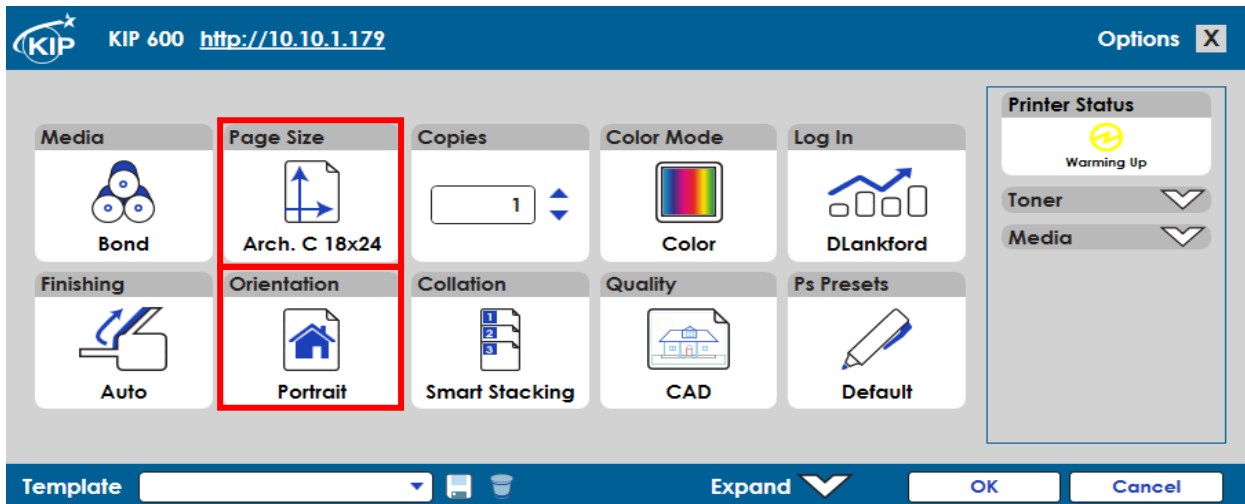 KIP KIP 600 http://10.10.1.179 Options X
Printer Status
Warming Up
Toner
Media
Media Page Size Copies Color Mode Log In
1
Bond Arch. C 18x24 Color DLankford
Finishing Orientation Collation Quality Ps Presets
1
2
3
Auto Portrait Smart Stacking CAD Default
Template Expand OK Cancel